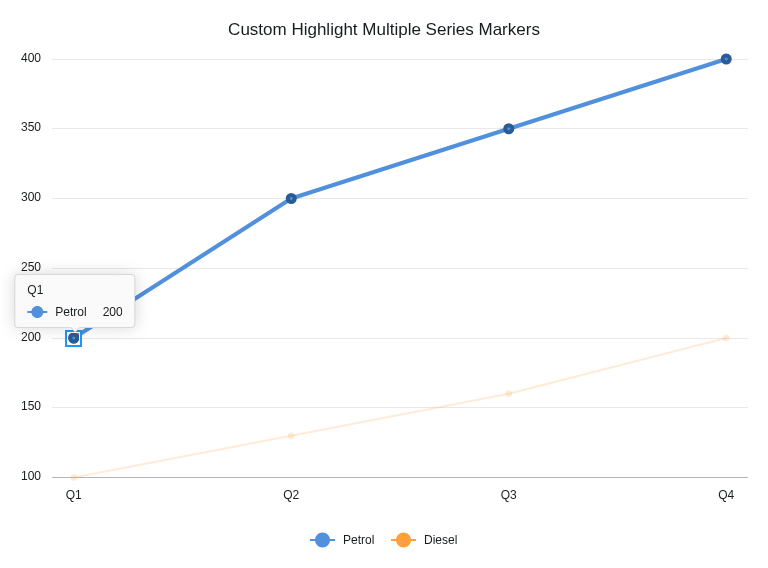 Custom Highlight Multiple Series Markers
400
350
300
250
Q1
Petrol 200
200
150
100
Q1 Q2 Q3 Q4
Petrol Diesel